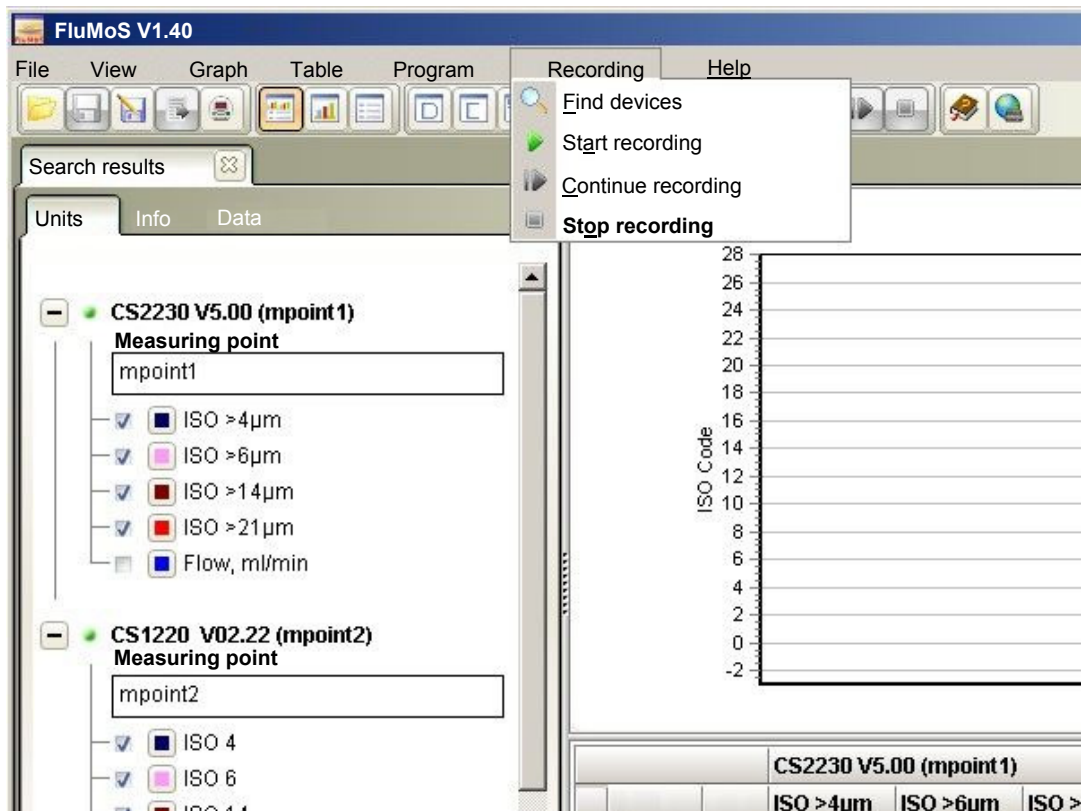 FluMoS V1.40
File View Graph Table Program Recording Help
Find devices
Start recording
Continue recording
Stop recording
D C
Search results
Units Info Data
CS2230 V5.00 (mpoint1)
Measuring point
mpoint1
ISO >4µm
ISO >6µm
ISO >14µm
ISO >21µm
Flow, ml/min
CS1220 V02.22 (mpoint2)
Measuring point
mpoint2
ISO 4
ISO 6
ISO 14
ISO Code
28
26
24
22
20
18
16
14
12
10
8
6
4
2
0
-2
CS2230 V5.00 (mpoint1)
ISO >4µm ISO >6µm ISO >